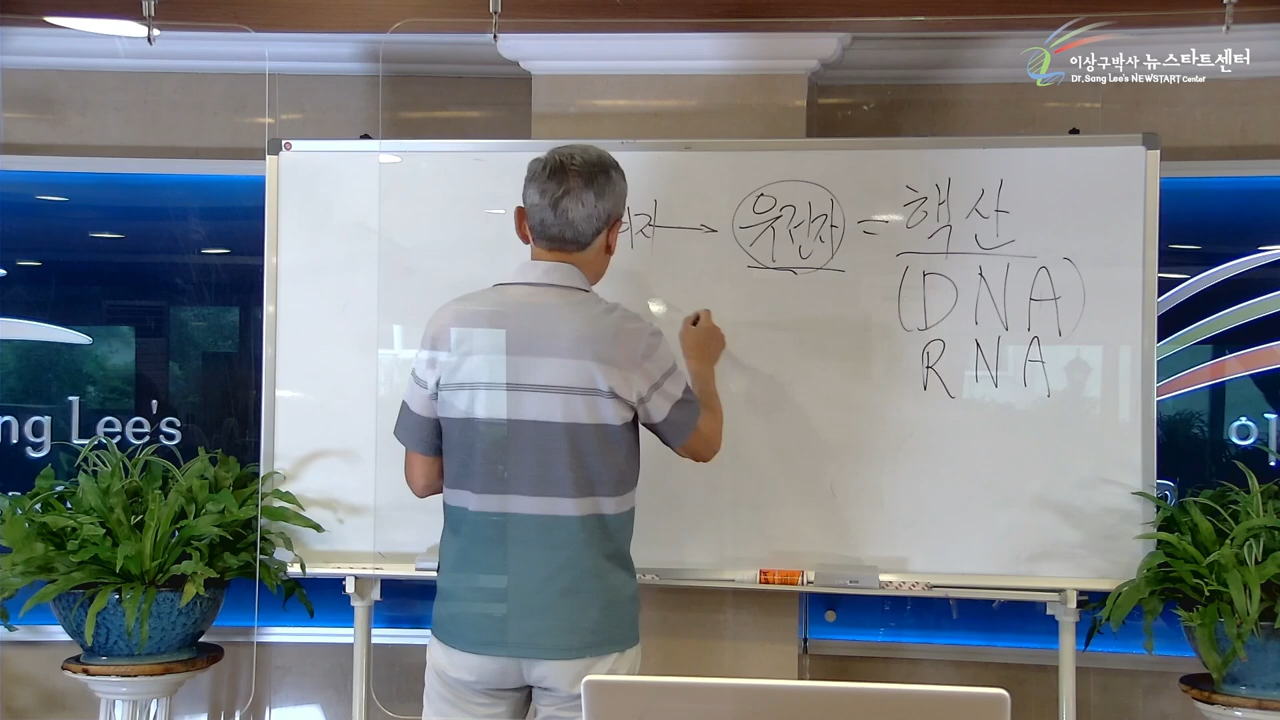 이상구박사 뉴스타트센터
Dr. Sang Lee's NEWSTART Center
→ 유전자 = 핵산
(DNA)
RNA
ng Lee's
이